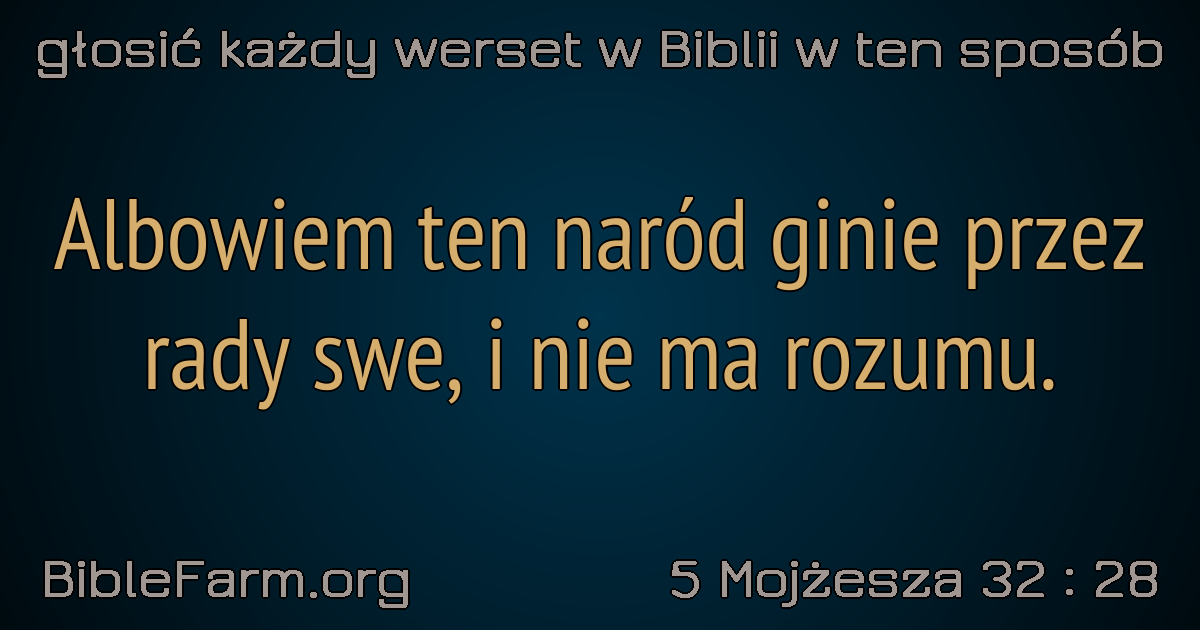 głosić każdy werset w Biblii w ten sposób
Albowiem ten naród ginie przez
rady swe, i nie ma rozumu.
BibleFarm.org
5 Mojżesza 32 : 28